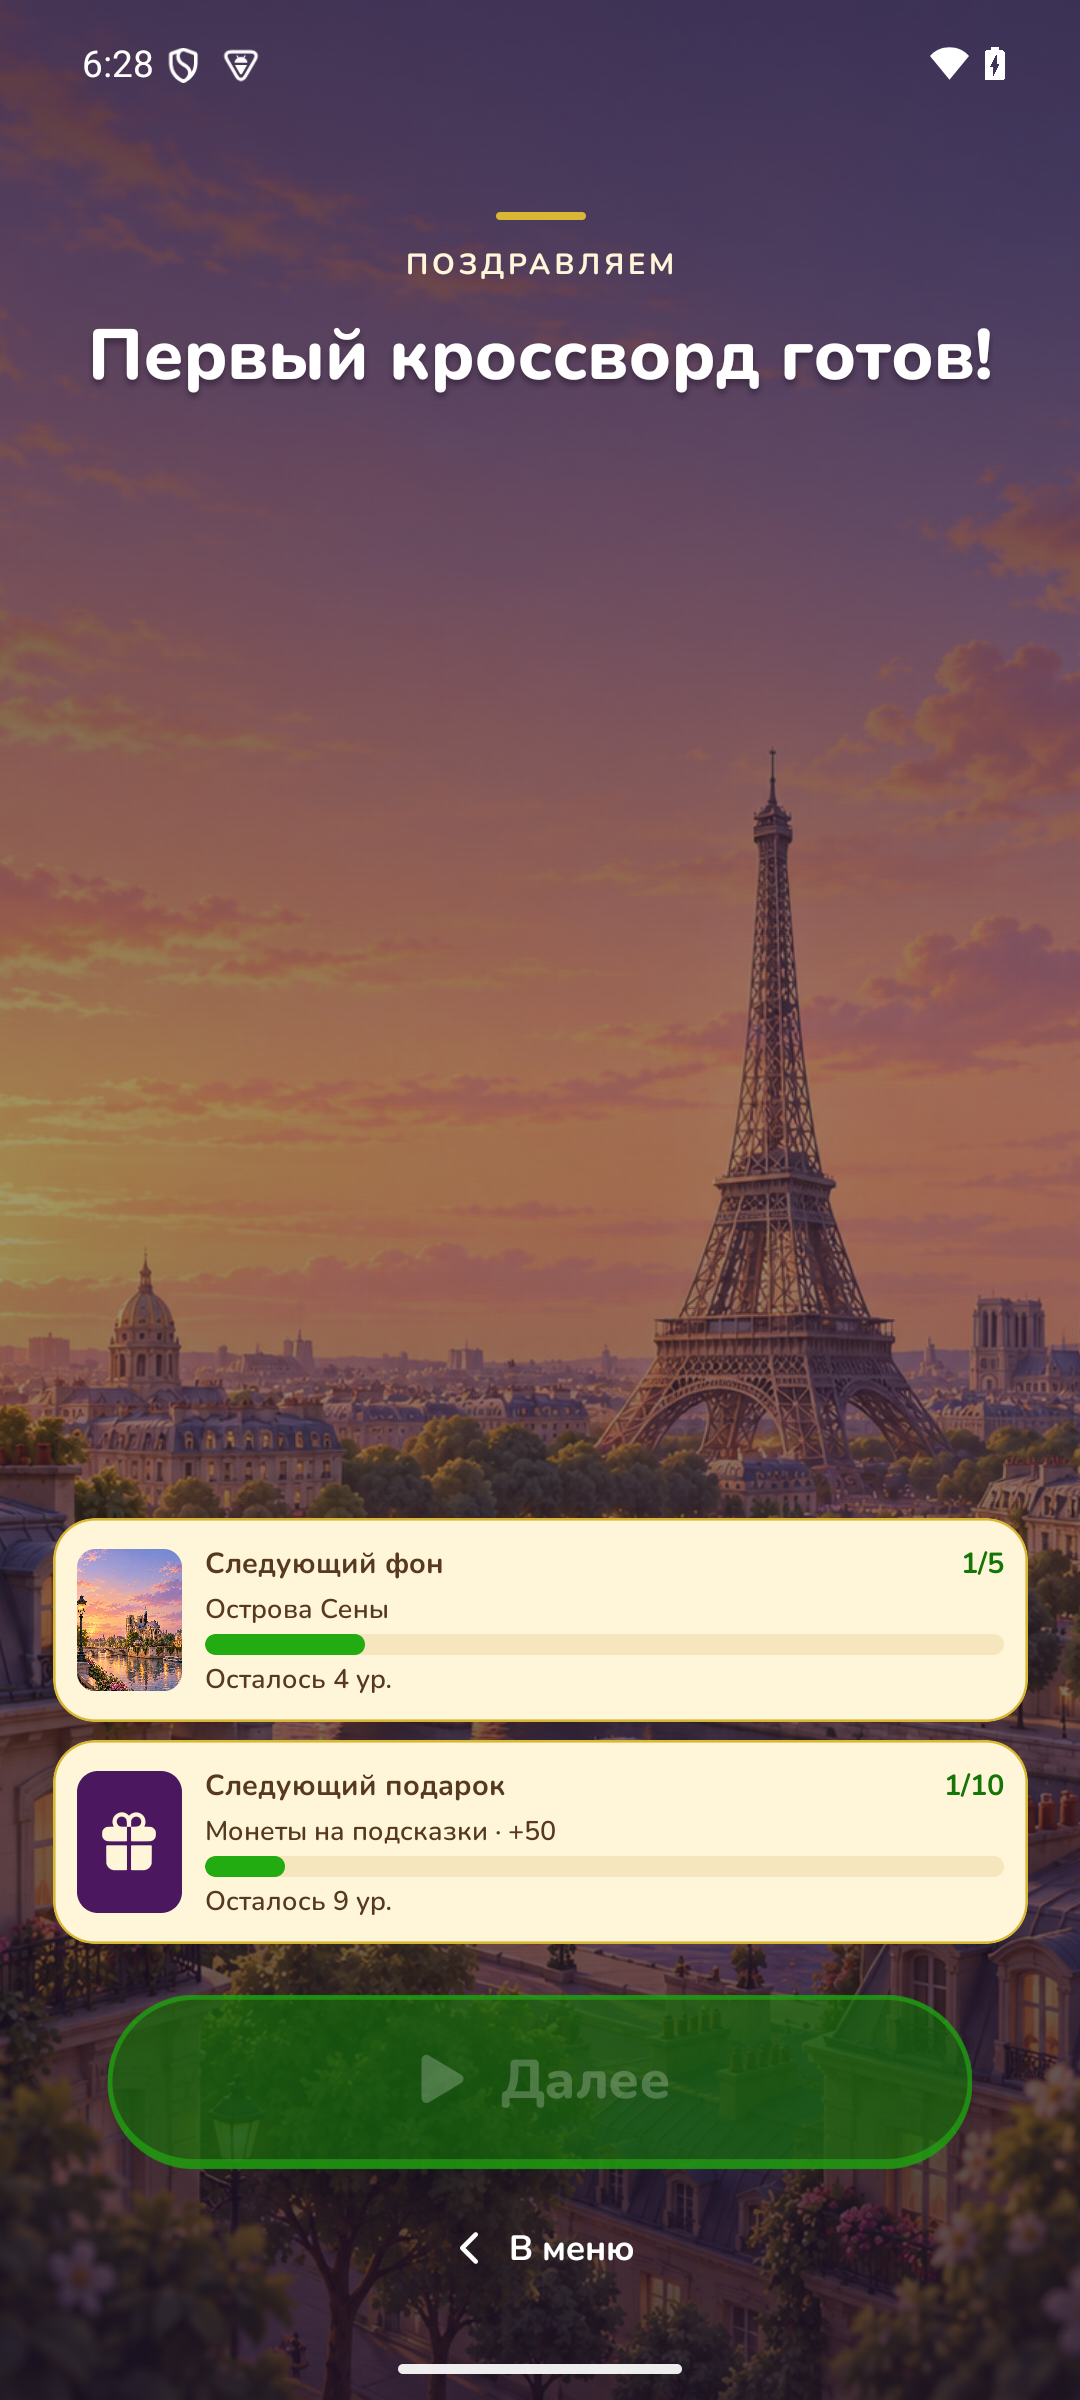 6:28
ПОЗДРАВЛЯЕМ
Первый кроссворд готов!
Следующий фон
1/5
Острова Сены
Осталось 4 ур.
Следующий подарок
1/10
Монеты на подсказки · +50
Осталось 9 ур.
Далее
В меню